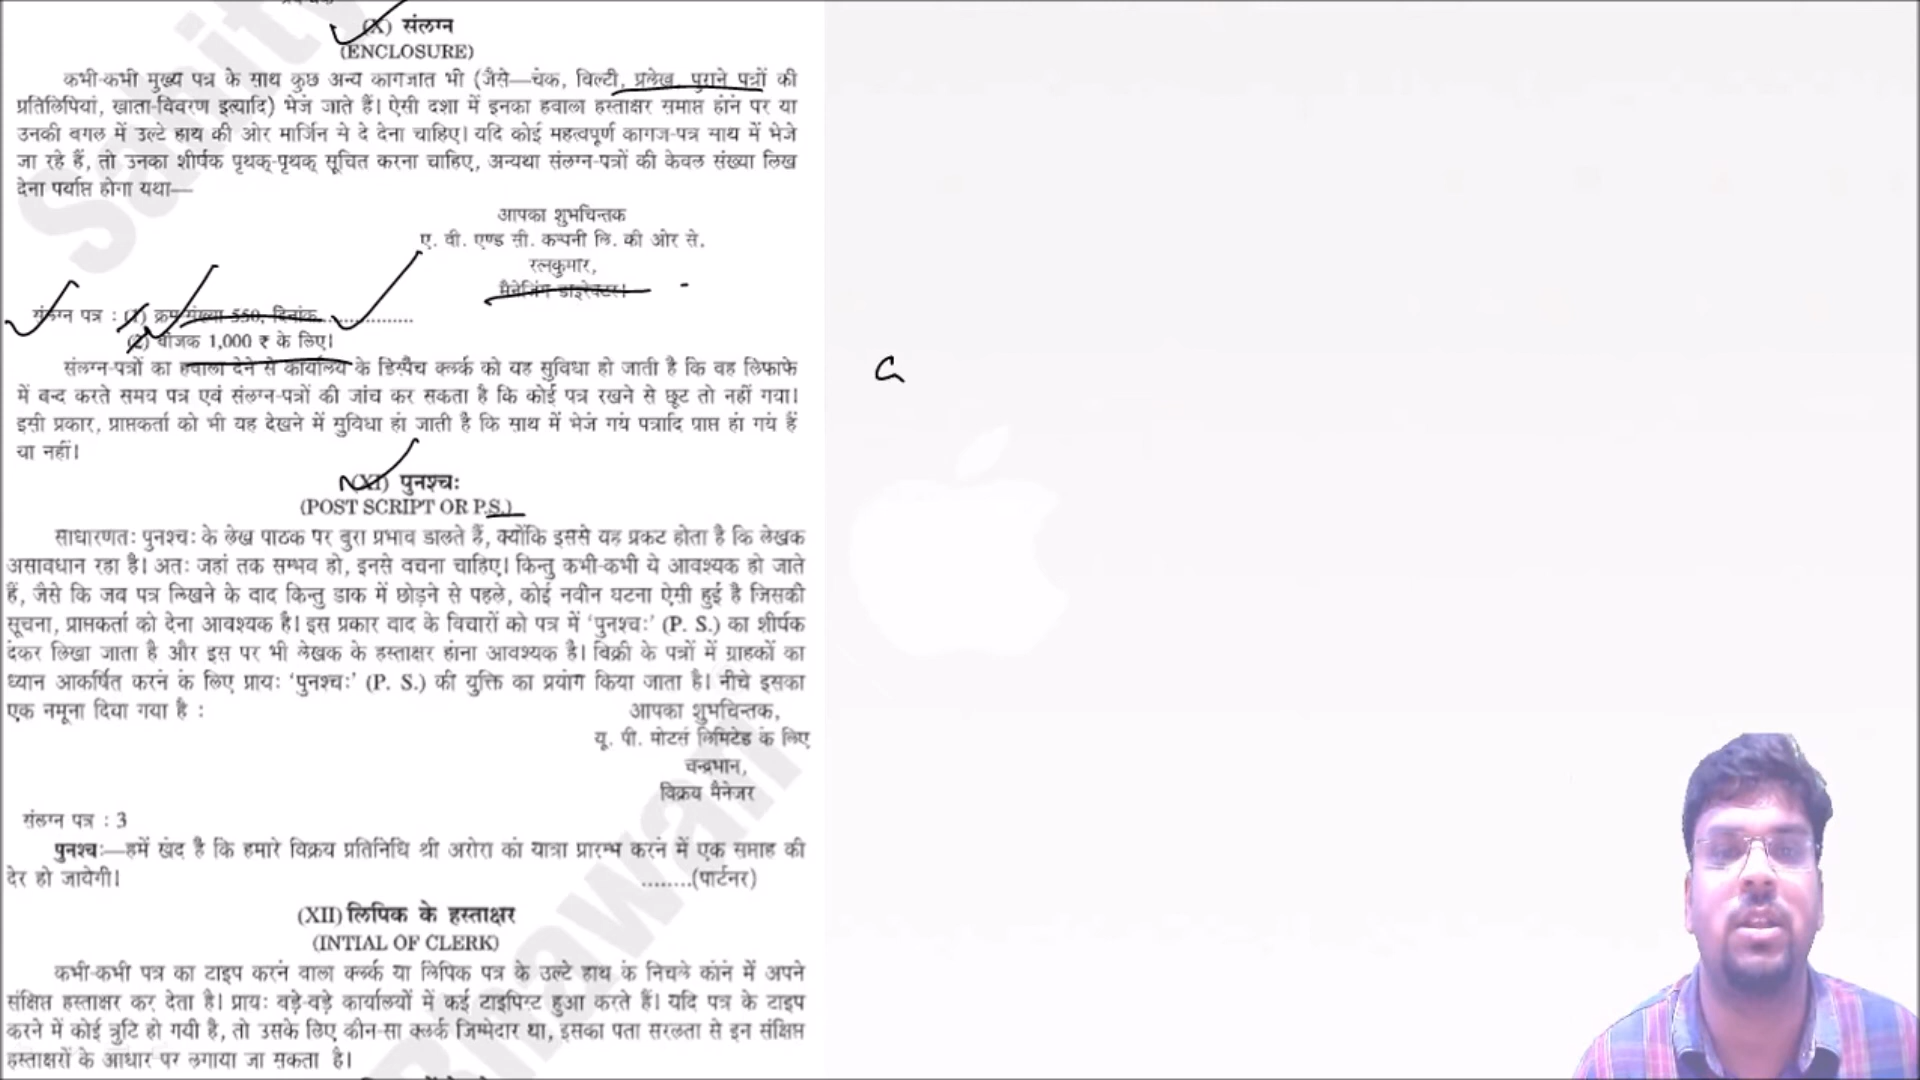 (X) संलग्न
(ENCLOSURE)
कभी-कभी मुख्य पत्र के साथ कुछ अन्य कागजात भी (जैसे—चैक, बिल्टी, प्रलेख, पुराने पत्रों की
प्रतिलिपियां, खाता-विवरण इत्यादि) भेजे जाते हैं। ऐसी दशा में इनका हवाला हस्ताक्षर समाप्त होने पर या
उनकी बगल में उल्टे हाथ की ओर मार्जिन से दे देना चाहिए। यदि कोई महत्वपूर्ण कागज-पत्र साथ में भेजे
जा रहे हैं, तो उनका शीर्षक पृथक्-पृथक् सूचित करना चाहिए, अन्यथा संलग्न-पत्रों की केवल संख्या लिख
देना पर्याप्त होगा यथा—
आपका शुभचिन्तक
ए. बी. एण्ड सी. कम्पनी लि. की ओर से,
रत्नकुमार,
मैनेजिंग डाइरेक्टर।
संलग्न पत्र : (1) क्रम संख्या 550, दिनांक..................
(2) बीजक 1,000 ₹ के लिए।
संलग्न-पत्रों का हवाला देने से कार्यालय के डिस्पैच क्लर्क को यह सुविधा हो जाती है कि वह लिफाफे
में बन्द करते समय पत्र एवं संलग्न-पत्रों की जांच कर सकता है कि कोई पत्र रखने से छूट तो नहीं गया।
इसी प्रकार, प्राप्तकर्ता को भी यह देखने में सुविधा हो जाती है कि साथ में भेजे गये पत्रादि प्राप्त हो गये हैं
या नहीं।
(XI) पुनश्चः
(POST SCRIPT OR P.S.)
साधारणतः पुनश्चः के लेख पाठक पर बुरा प्रभाव डालते हैं, क्योंकि इससे यह प्रकट होता है कि लेखक
असावधान रहा है। अतः जहां तक सम्भव हो, इनसे बचना चाहिए। किन्तु कभी-कभी ये आवश्यक हो जाते
हैं, जैसे कि जब पत्र लिखने के बाद किन्तु डाक में छोड़ने से पहले, कोई नवीन घटना ऐसी हुई है जिसकी
सूचना, प्राप्तकर्ता को देना आवश्यक है। इस प्रकार बाद के विचारों को पत्र में ‘पुनश्चः’ (P. S.) का शीर्षक
देकर लिखा जाता है और इस पर भी लेखक के हस्ताक्षर होना आवश्यक है। बिक्री के पत्रों में ग्राहकों का
ध्यान आकर्षित करने के लिए प्रायः ‘पुनश्चः’ (P. S.) की युक्ति का प्रयोग किया जाता है। नीचे इसका
एक नमूना दिया गया है :
आपका शुभचिन्तक,
यू. पी. मोटर्स लिमिटेड के लिए
चन्द्रभान,
विक्रय मैनेजर
संलग्न पत्र : 3
पुनश्चः—हमें खेद है कि हमारे विक्रय प्रतिनिधि श्री अरोरा को यात्रा प्रारम्भ करने में एक सप्ताह की
देर हो जायेगी।
........(पार्टनर)
(XII) लिपिक के हस्ताक्षर
(INTIAL OF CLERK)
कभी-कभी पत्र का टाइप करने वाला क्लर्क या लिपिक पत्र के उल्टे हाथ के निचले कोने में अपने
संक्षिप्त हस्ताक्षर कर देता है। प्रायः बड़े-बड़े कार्यालयों में कई टाइपिस्ट हुआ करते हैं। यदि पत्र के टाइप
करने में कोई त्रुटि हो गयी है, तो उसके लिए कौन-सा क्लर्क जिम्मेदार था, इसका पता सरलता से इन संक्षिप्त
हस्ताक्षरों के आधार पर लगाया जा सकता है।